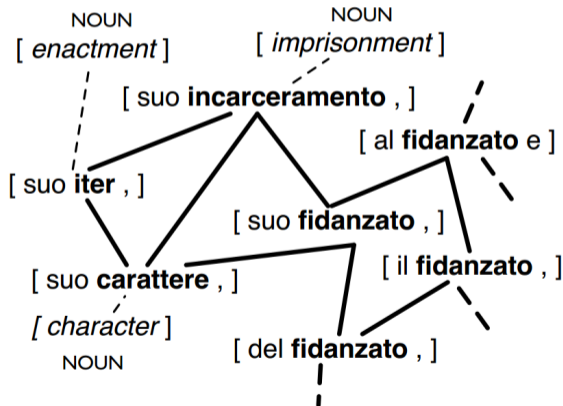 NOUN
[ enactment ]
NOUN
[ imprisonment ]
[ suo incarceramento , ]
[ al fidanzato e ]
[ suo iter , ]
[ suo fidanzato , ]
[ il fidanzato , ]
[ suo carattere , ]
[ character ]
NOUN
[ del fidanzato , ]